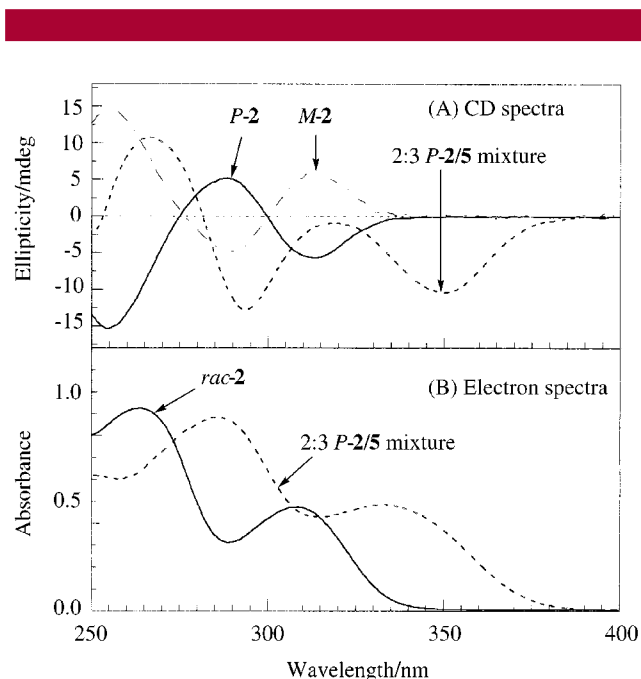 15
10
5
0
-5
-10
-15
Ellipticity/mdeg
P-2
M-2
(A) CD spectra
2:3 P-2/5 mixture
1.0
0.5
0.0
Absorbance
rac-2
(B) Electron spectra
2:3 P-2/5 mixture
250
300
350
400
Wavelength/nm